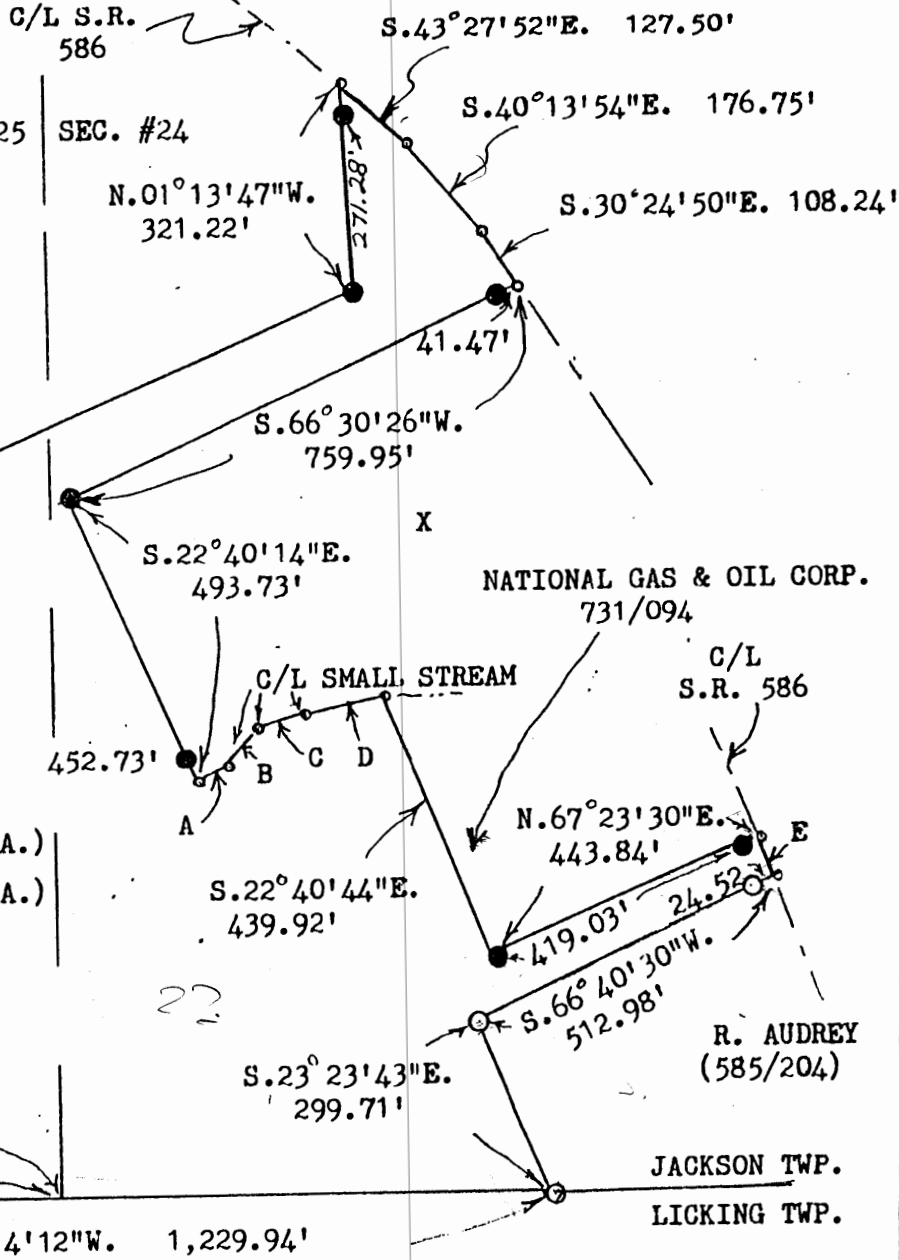 C/L S.R.
586
S.43°27'52"E. 127.50'
25
SEC. #24
S.40°13'54"E. 176.75'
N.01°13'47"W.
321.22'
271.28'
S.30°24'50"E. 108.24'
41.47'
S.66°30'26"W.
759.95'
X
S.22°40'14"E.
493.73'
NATIONAL GAS & OIL CORP.
731/094
C/L SMALL STREAM
C/L
S.R. 586
452.73'
A
B
C
D
N.67°23'30"E.
443.84'
E
A.)
A.)
S.22°40'44"E.
439.92'
419.03'
24.52
S.66°40'30"W.
512.98'
22
R. AUDREY
(585/204)
S.23°23'43"E.
299.71'
JACKSON TWP.
LICKING TWP.
4'12"W. 1,229.94'